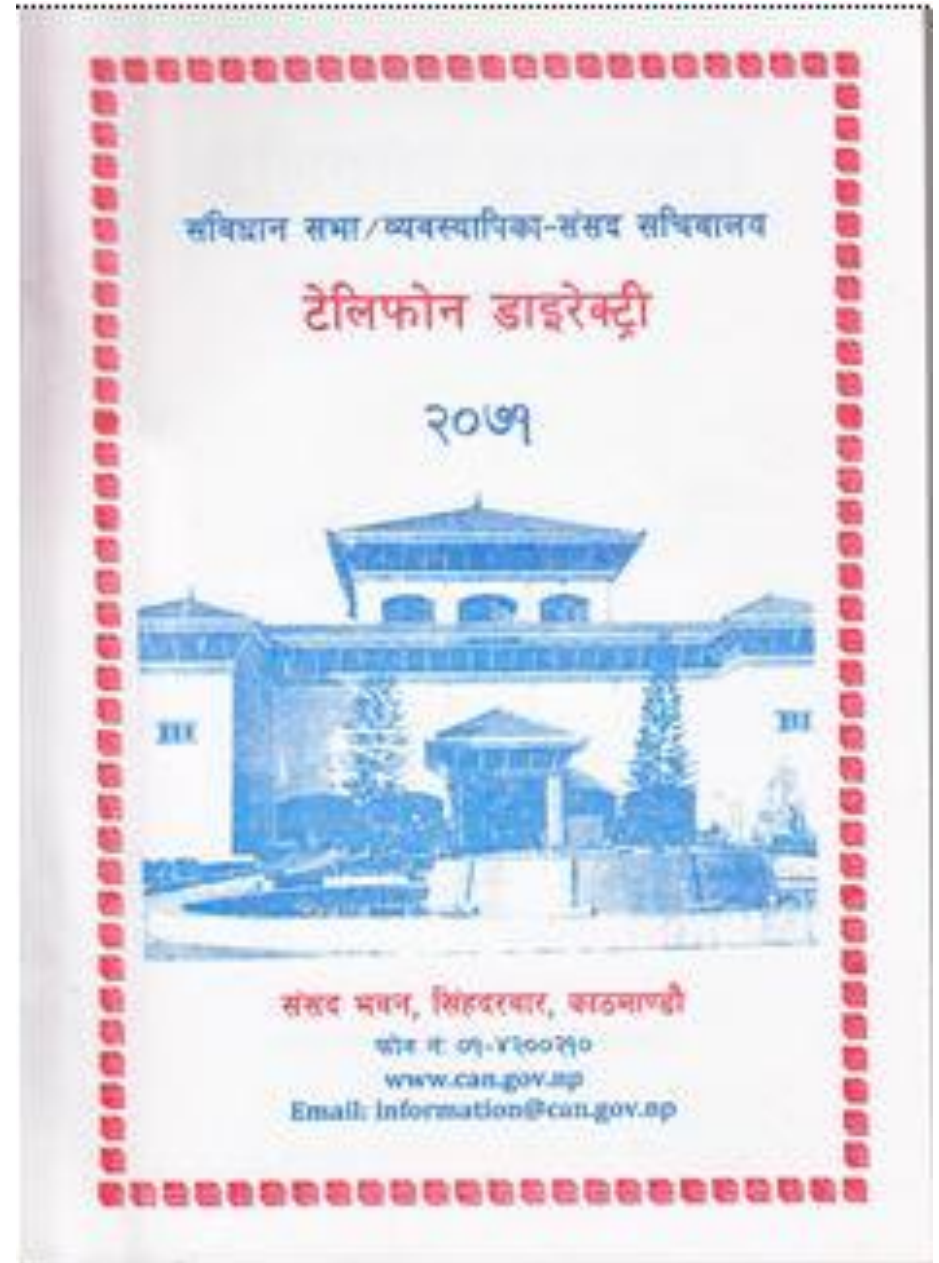 संविधान सभा/व्यवस्थापिका-संसद सचिवालय
टेलिफोन डाइरेक्ट्री
२०७१
संसद भवन, सिंहदरवार, काठमाण्डौ
फोन नं ०१-४२००२१०
www.can.gov.np
Email: information@can.gov.np